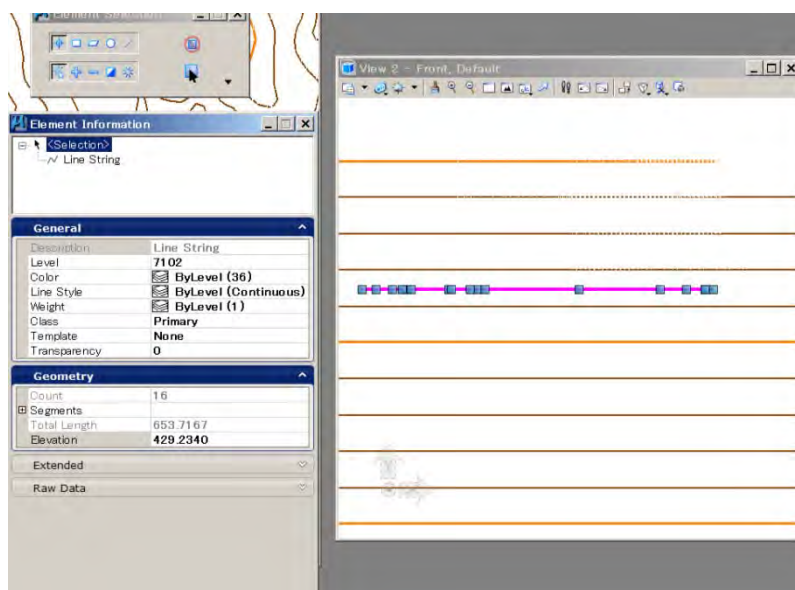 Element Selection
View 2 - Front, Default
Element Information
<Selection>
Line String
General
Description Line String
Level 7102
Color ByLevel (36)
Line Style ByLevel (Continuous)
Weight ByLevel (1)
Class Primary
Template None
Transparency 0
Geometry
Count 16
Segments
Total Length 653.7167
Elevation 429.2340
Extended
Raw Data